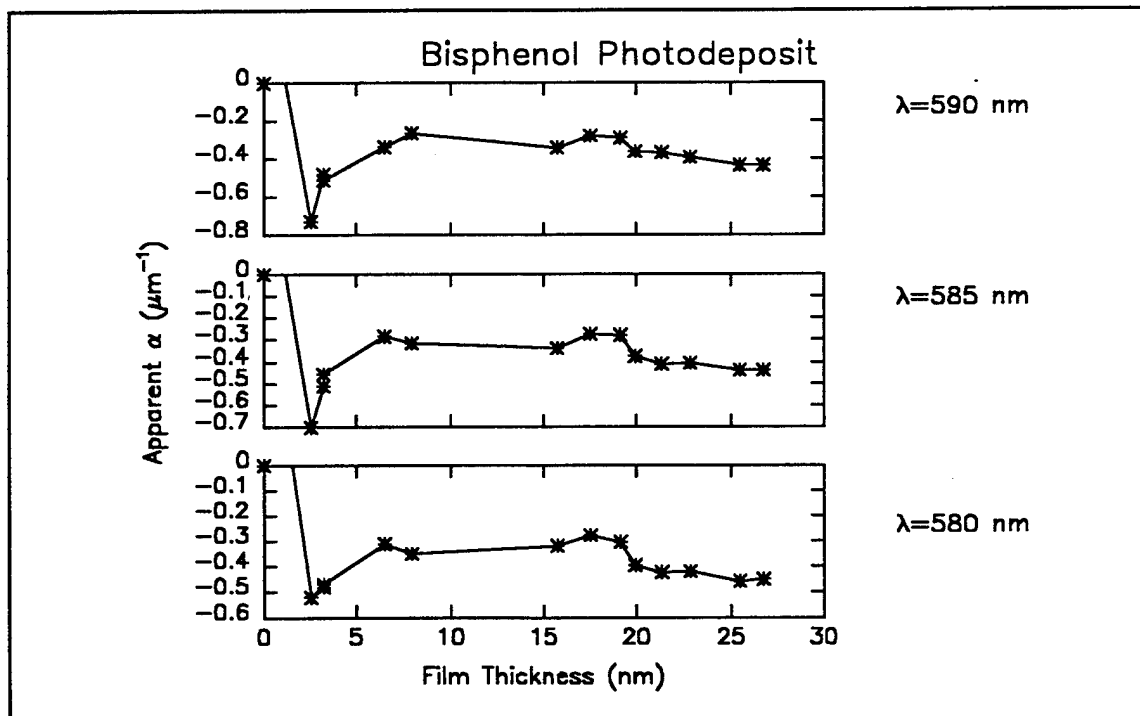 Bisphenol Photodeposit
0
−0.2
−0.4
−0.6
−0.8
λ=590 nm
0
−0.1
−0.2
−0.3
−0.4
−0.5
−0.6
−0.7
λ=585 nm
Apparent α (μm⁻¹)
0
−0.1
−0.2
−0.3
−0.4
−0.5
−0.6
λ=580 nm
0 5 10 15 20 25 30
Film Thickness (nm)